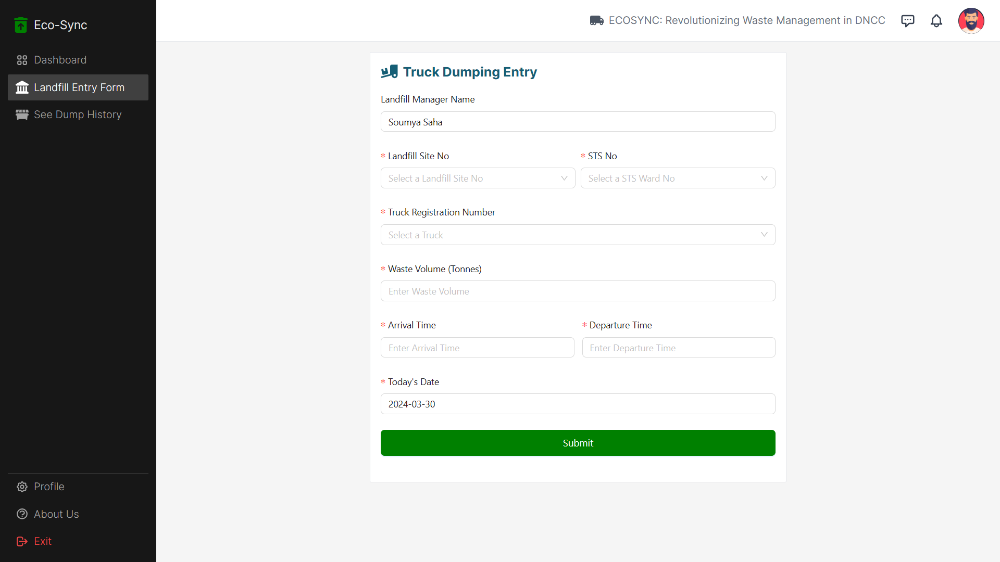 Eco-Sync
Dashboard
Landfill Entry Form
See Dump History
Profile
About Us
Exit
ECOSYNC: Revolutionizing Waste Management in DNCC
Truck Dumping Entry
Landfill Manager Name
Soumya Saha
* Landfill Site No
* STS No
Select a Landfill Site No
Select a STS Ward No
* Truck Registration Number
Select a Truck
* Waste Volume (Tonnes)
Enter Waste Volume
* Arrival Time
* Departure Time
Enter Arrival Time
Enter Departure Time
* Today's Date
2024-03-30
Submit